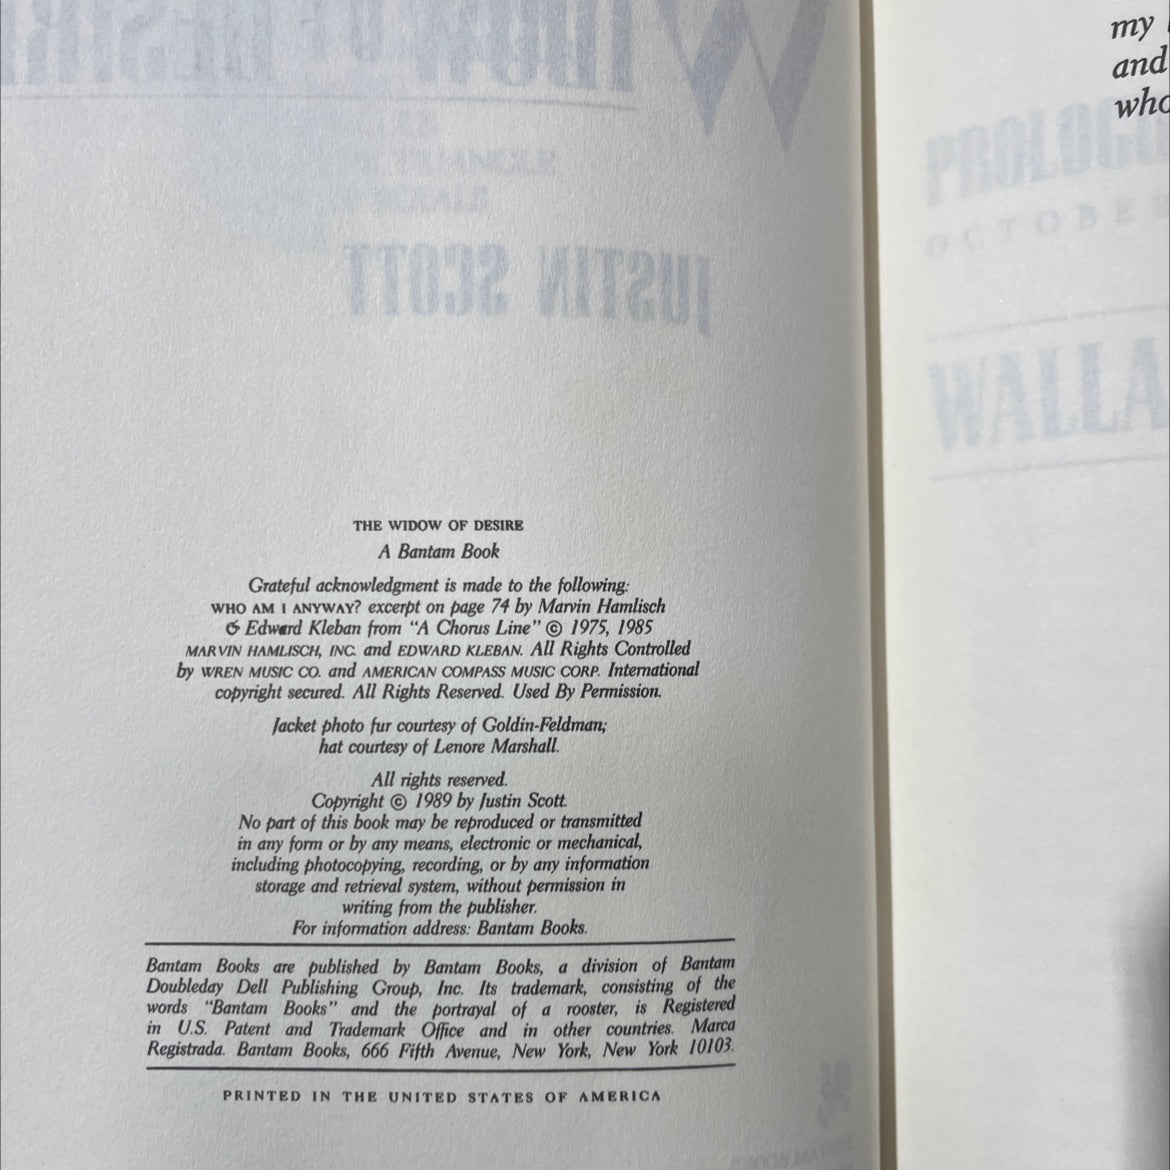 THE WIDOW OF DESIRE
A Bantam Book
Grateful acknowledgment is made to the following:
WHO AM I ANYWAY? excerpt on page 74 by Marvin Hamlisch
& Edward Kleban from “A Chorus Line” © 1975, 1985
MARVIN HAMLISCH, INC. and EDWARD KLEBAN. All Rights Controlled
by WREN MUSIC CO. and AMERICAN COMPASS MUSIC CORP. International
copyright secured. All Rights Reserved. Used By Permission.
Jacket photo fur courtesy of Goldin-Feldman;
hat courtesy of Lenore Marshall.
All rights reserved.
Copyright © 1989 by Justin Scott.
No part of this book may be reproduced or transmitted
in any form or by any means, electronic or mechanical,
including photocopying, recording, or by any information
storage and retrieval system, without permission in
writing from the publisher.
For information address: Bantam Books.
Bantam Books are published by Bantam Books, a division of Bantam
Doubleday Dell Publishing Group, Inc. Its trademark, consisting of the
words “Bantam Books” and the portrayal of a rooster, is Registered
in U.S. Patent and Trademark Office and in other countries. Marca
Registrada. Bantam Books, 666 Fifth Avenue, New York, New York 10103.
PRINTED IN THE UNITED STATES OF AMERICA
JUSTIN SCOTT
my
and